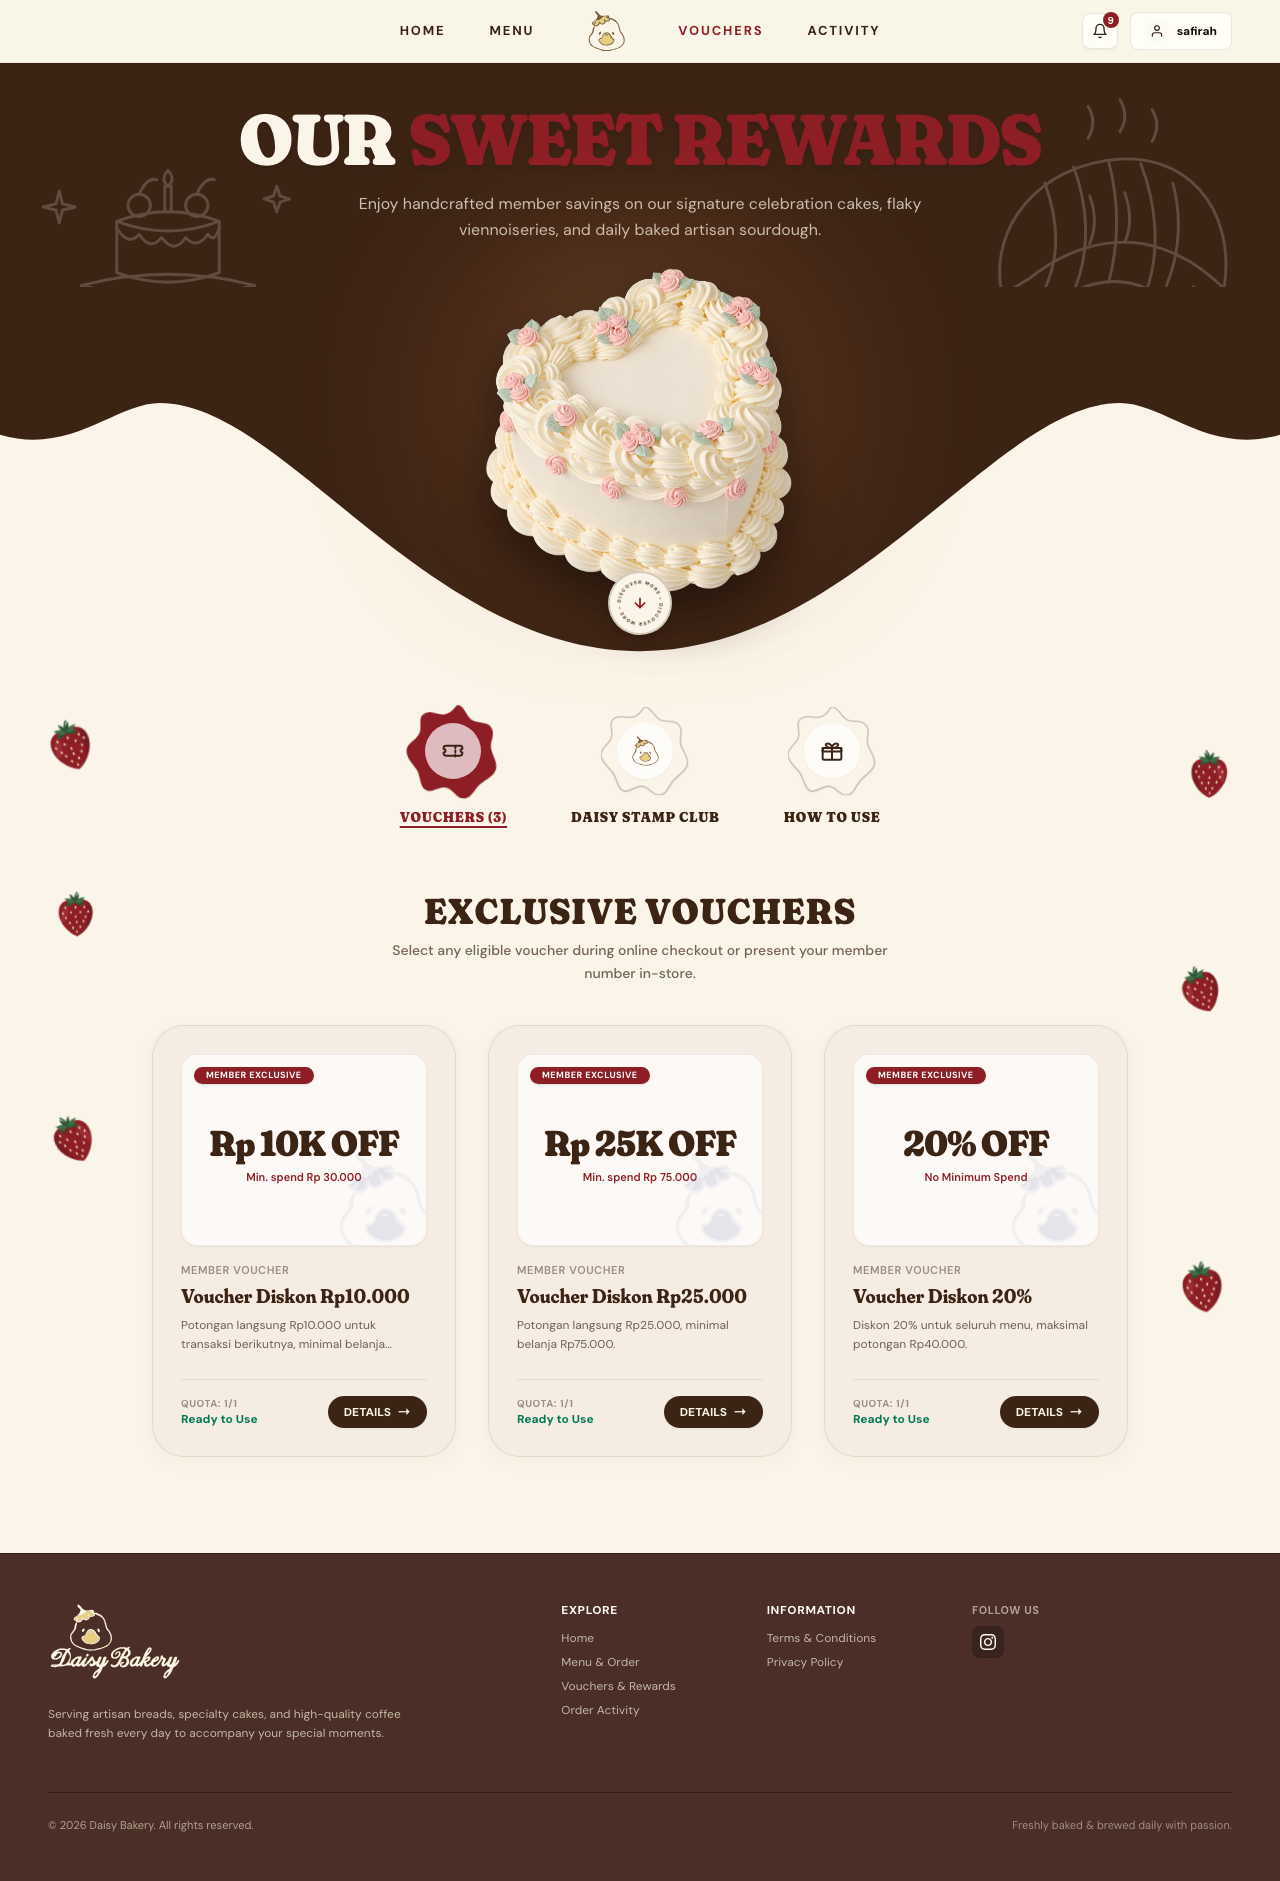 HOME
MENU
VOUCHERS
ACTIVITY
9
safirah
OUR SWEET REWARDS
Enjoy handcrafted member savings on our signature celebration cakes, flaky
viennoiseries, and daily baked artisan sourdough.
DISCOVER MORE • DISCOVER MORE •
VOUCHERS (3)
DAISY STAMP CLUB
HOW TO USE
EXCLUSIVE VOUCHERS
Select any eligible voucher during online checkout or present your member
number in-store.
MEMBER EXCLUSIVE
Rp 10K OFF
Min. spend Rp 30.000
MEMBER VOUCHER
Voucher Diskon Rp10.000
Potongan langsung Rp10.000 untuk
transaksi berikutnya, minimal belanja...
QUOTA: 1/1
Ready to Use
DETAILS →
MEMBER EXCLUSIVE
Rp 25K OFF
Min. spend Rp 75.000
MEMBER VOUCHER
Voucher Diskon Rp25.000
Potongan langsung Rp25.000, minimal
belanja Rp75.000.
QUOTA: 1/1
Ready to Use
DETAILS →
MEMBER EXCLUSIVE
20% OFF
No Minimum Spend
MEMBER VOUCHER
Voucher Diskon 20%
Diskon 20% untuk seluruh menu, maksimal
potongan Rp40.000.
QUOTA: 1/1
Ready to Use
DETAILS →
Daisy Bakery
Serving artisan breads, specialty cakes, and high-quality coffee
baked fresh every day to accompany your special moments.
EXPLORE
Home
Menu & Order
Vouchers & Rewards
Order Activity
INFORMATION
Terms & Conditions
Privacy Policy
FOLLOW US
© 2026 Daisy Bakery. All rights reserved.
Freshly baked & brewed daily with passion.